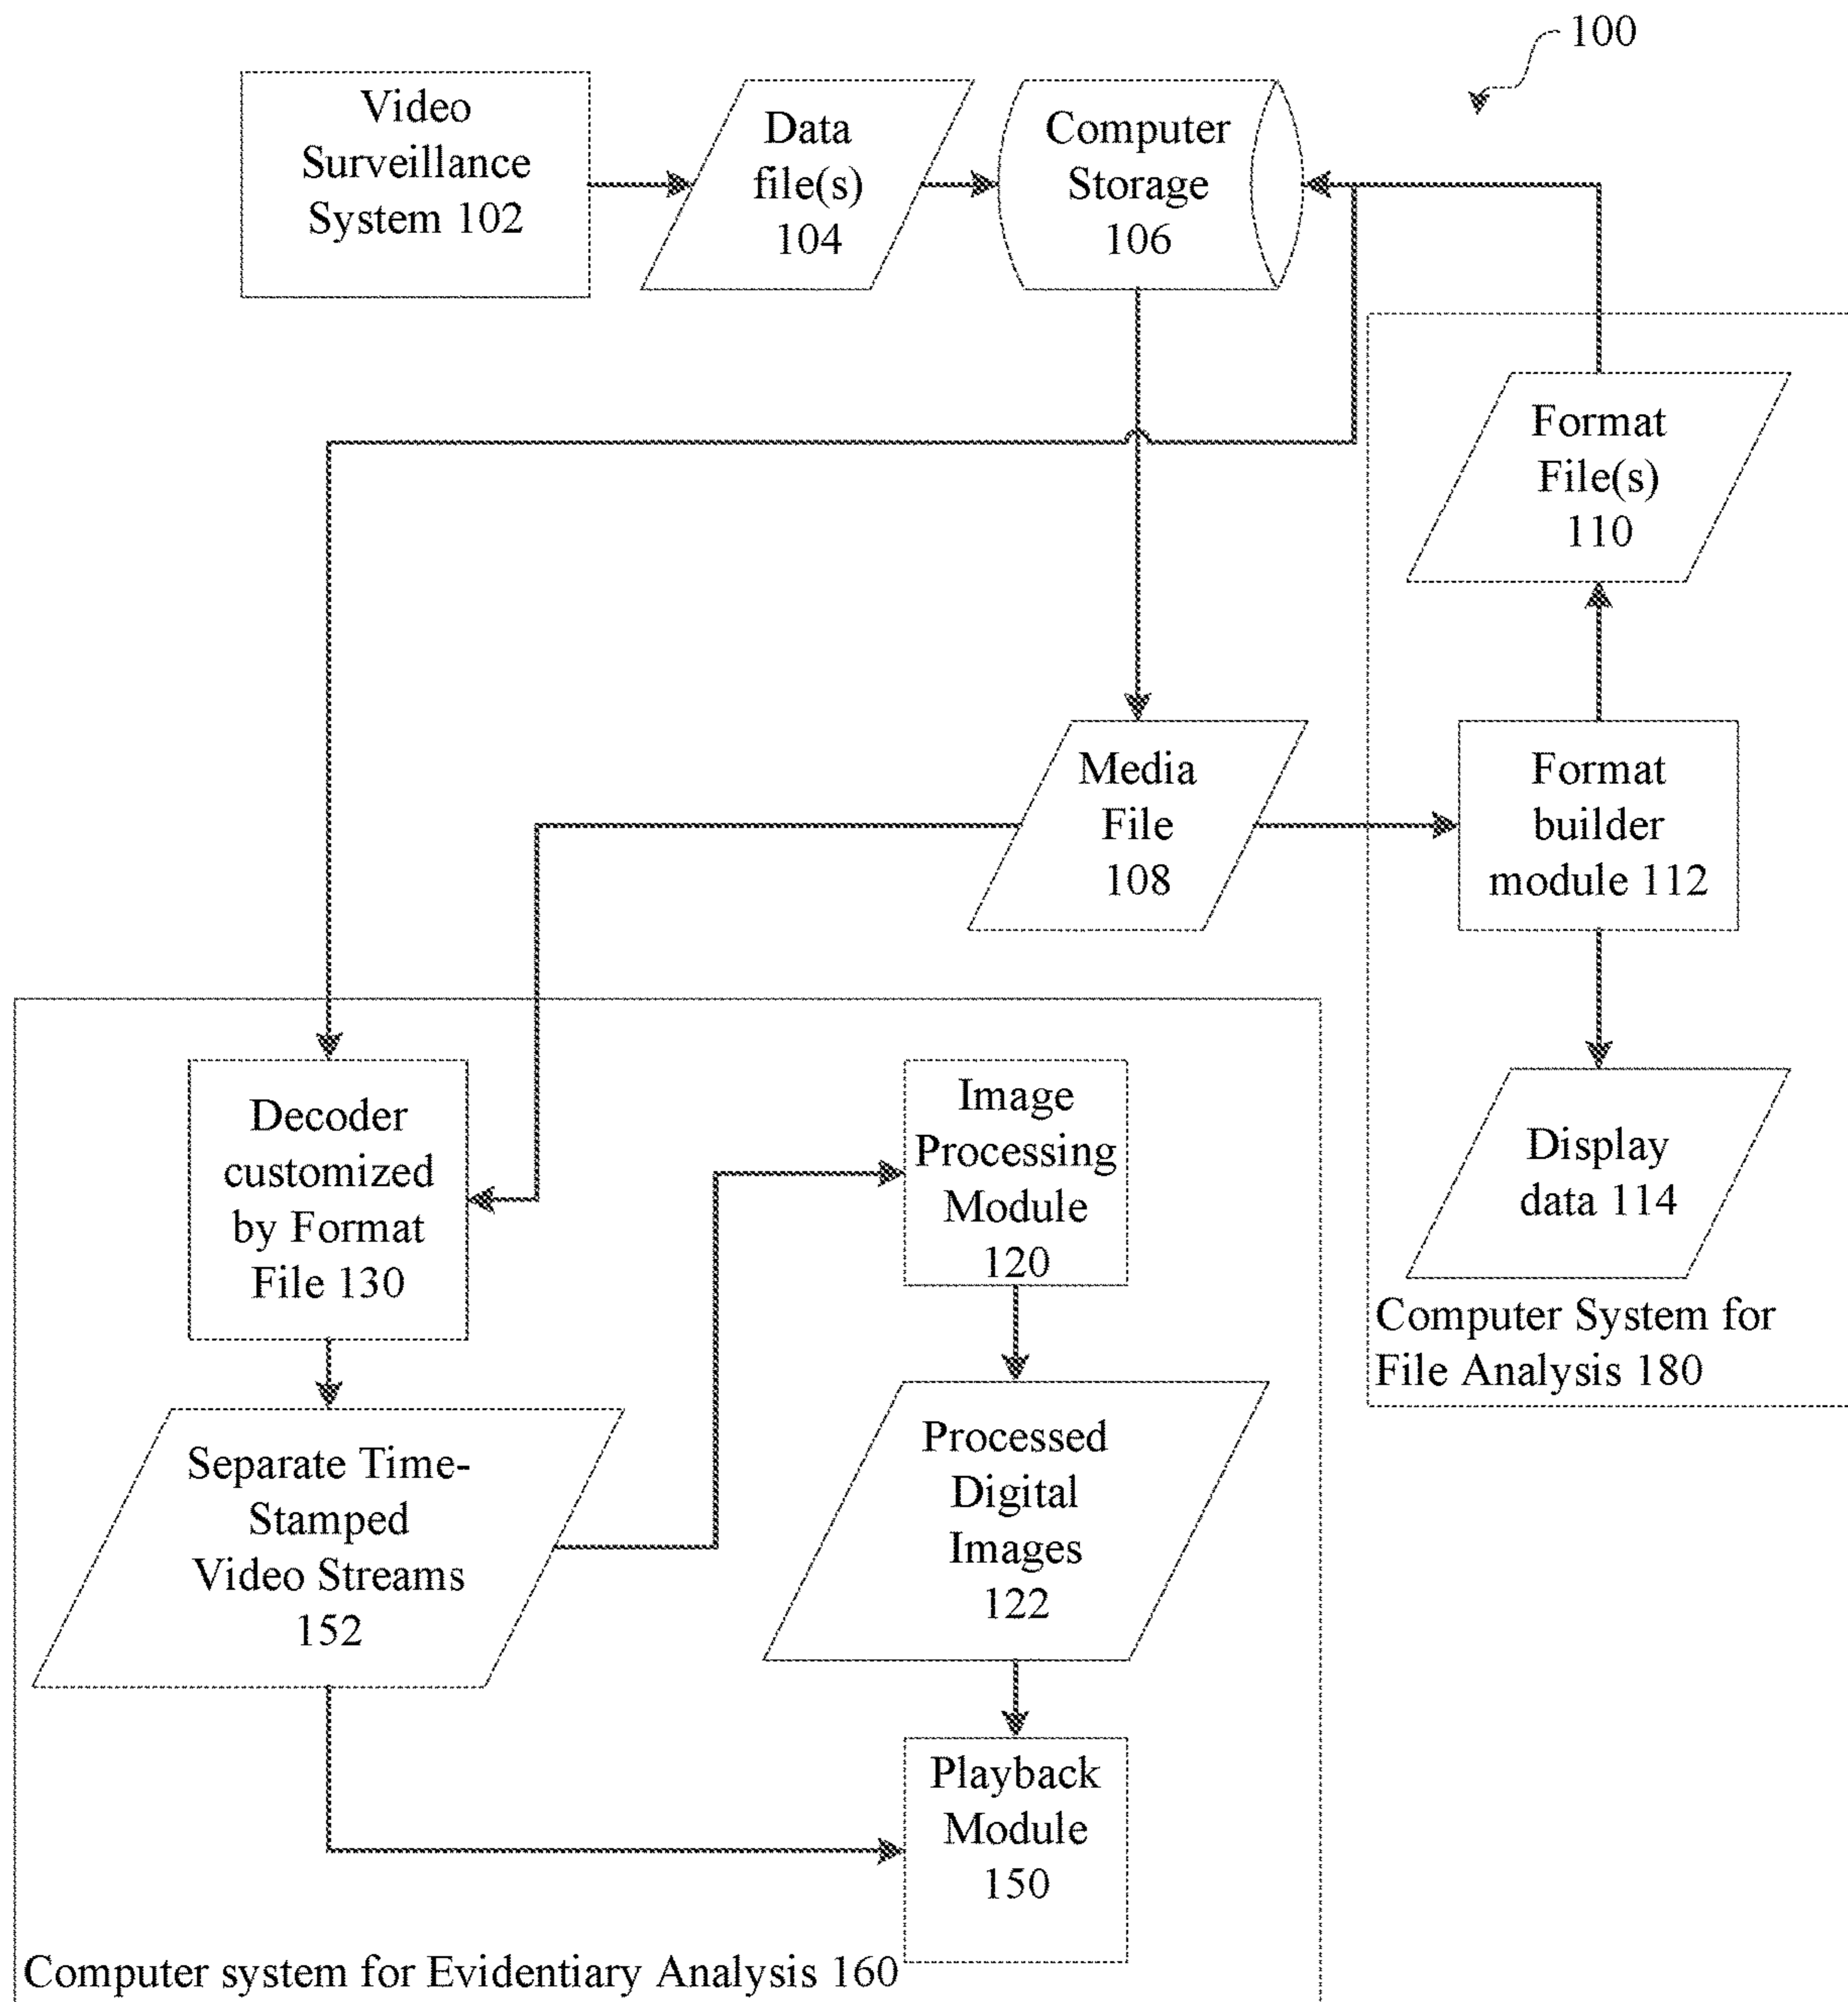 100
Video
Surveillance
System 102
Data
file(s)
104
Computer
Storage
106
Format
File(s)
110
Media
File
108
Format
builder
module 112
Display
data 114
Computer System for
File Analysis 180
Decoder
customized
by Format
File 130
Image
Processing
Module
120
Separate Time-
Stamped
Video Streams
152
Processed
Digital
Images
122
Playback
Module
150
Computer system for Evidentiary Analysis 160